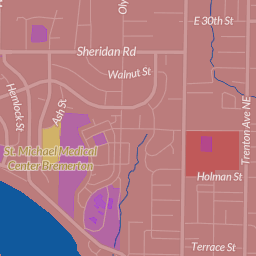 E 30th St
Oly
Sheridan Rd
Walnut St
Hemlock St
Ash St
Trenton Ave NE
St. Michael Medical
Center Bremerton
Holman St
Terrace St